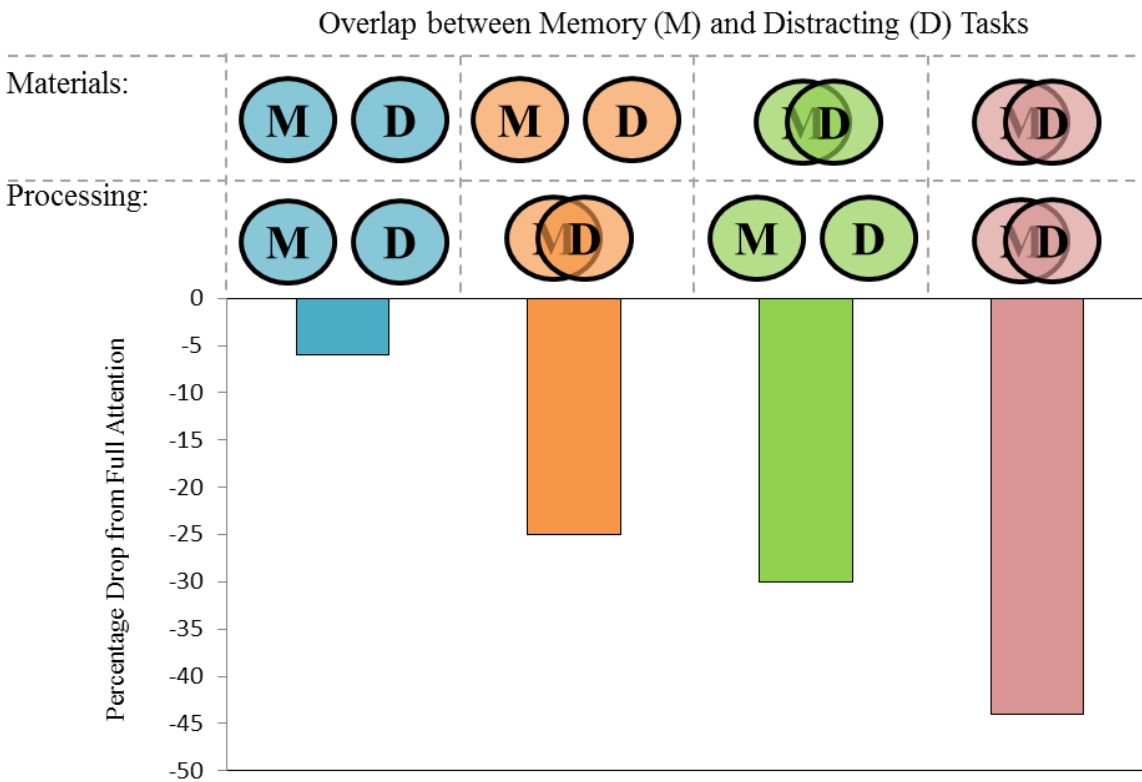 Overlap between Memory (M) and Distracting (D) Tasks
Materials:
M D M D M D M D
Processing:
M D M D M D M D
Percentage Drop from Full Attention
0
-5
-10
-15
-20
-25
-30
-35
-40
-45
-50